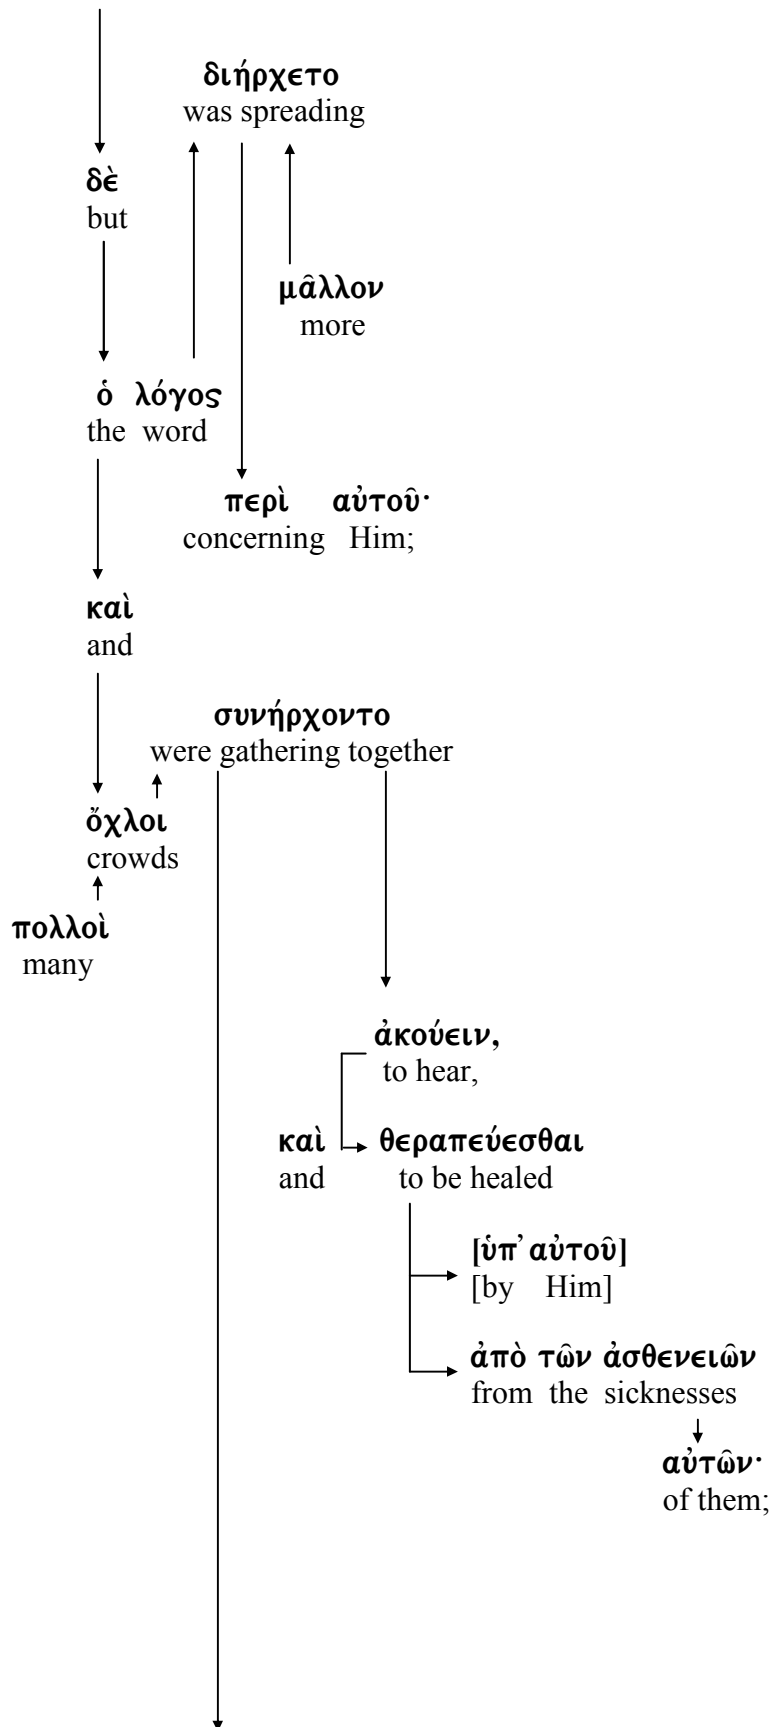 διήρχετο
was spreading
δὲ
but
μᾶλλον
more
ὁ λόγος
the word
περὶ αὐτοῦ·
concerning Him;
καὶ
and
συνήρχοντο
were gathering together
ὄχλοι
crowds
πολλοὶ
many
ἀκούειν,
to hear,
καὶ θεραπεύεσθαι
and to be healed
[ὑπ’ αὐτοῦ]
[by Him]
ἀπὸ τῶν ἀσθενειῶν
from the sicknesses
αὐτῶν·
of them;